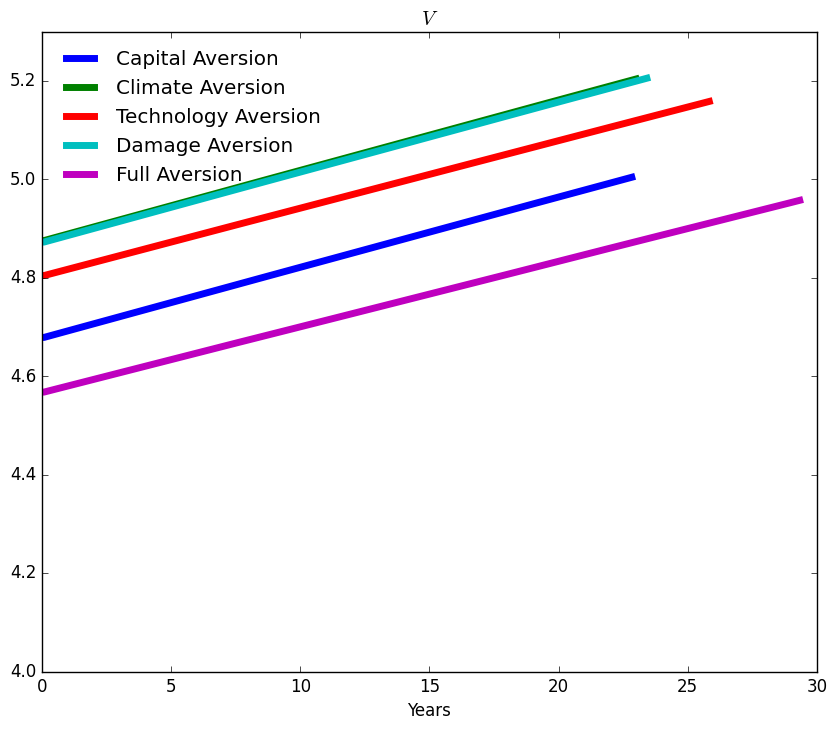 V
5.2
5.0
4.8
4.6
4.4
4.2
4.0
Capital Aversion
Climate Aversion
Technology Aversion
Damage Aversion
Full Aversion
0 5 10 15 20 25 30
Years